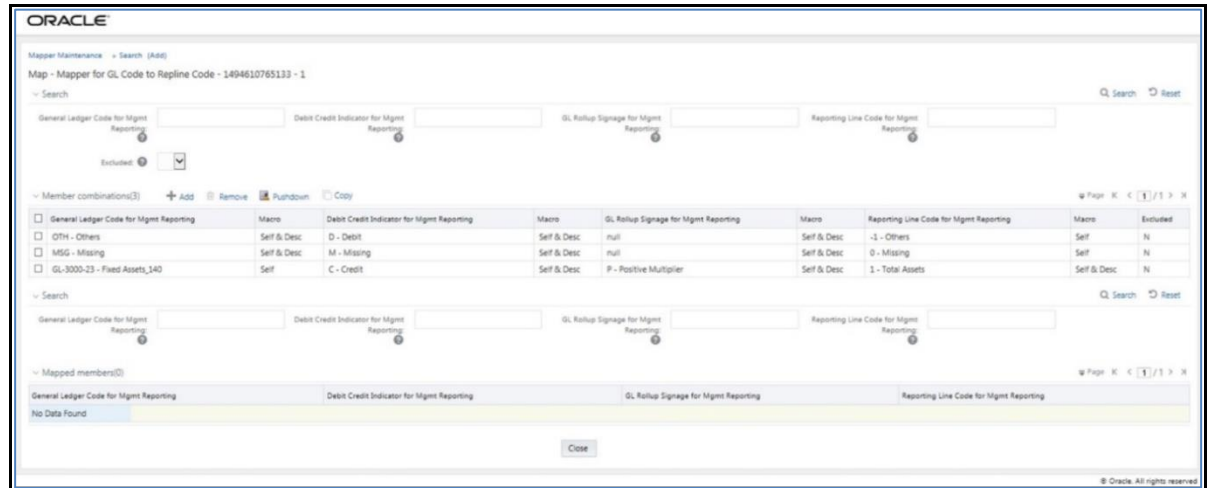 ORACLE
Mapper Maintenance > Search (Add)
Map - Mapper for GL Code to Repline Code - 1494610765133 - 1
Search
Search Reset
General Ledger Code for Mgmt Reporting:
Debit Credit Indicator for Mgmt Reporting:
GL Rollup Signage for Mgmt Reporting:
Reporting Line Code for Mgmt Reporting:
Excluded:
Member combinations(3) Add Remove Pushdown Copy Page 1 / 1
General Ledger Code for Mgmt Reporting Macro Debit Credit Indicator for Mgmt Reporting Macro GL Rollup Signage for Mgmt Reporting Macro Reporting Line Code for Mgmt Reporting Macro Excluded
OTH - Others Self & Desc D - Debit Self & Desc null Self & Desc -1 - Others Self N
MSG - Missing Self & Desc M - Missing Self & Desc null Self & Desc 0 - Missing Self N
GL-3000-23 - Fixed Assets_140 Self C - Credit Self & Desc P - Positive Multiplier Self & Desc 1 - Total Assets Self & Desc N
Search
Search Reset
General Ledger Code for Mgmt Reporting:
Debit Credit Indicator for Mgmt Reporting:
GL Rollup Signage for Mgmt Reporting:
Reporting Line Code for Mgmt Reporting:
Mapped members(0) Page 1 / 1
General Ledger Code for Mgmt Reporting Debit Credit Indicator for Mgmt Reporting GL Rollup Signage for Mgmt Reporting Reporting Line Code for Mgmt Reporting
No Data Found
Close
© Oracle. All rights reserved